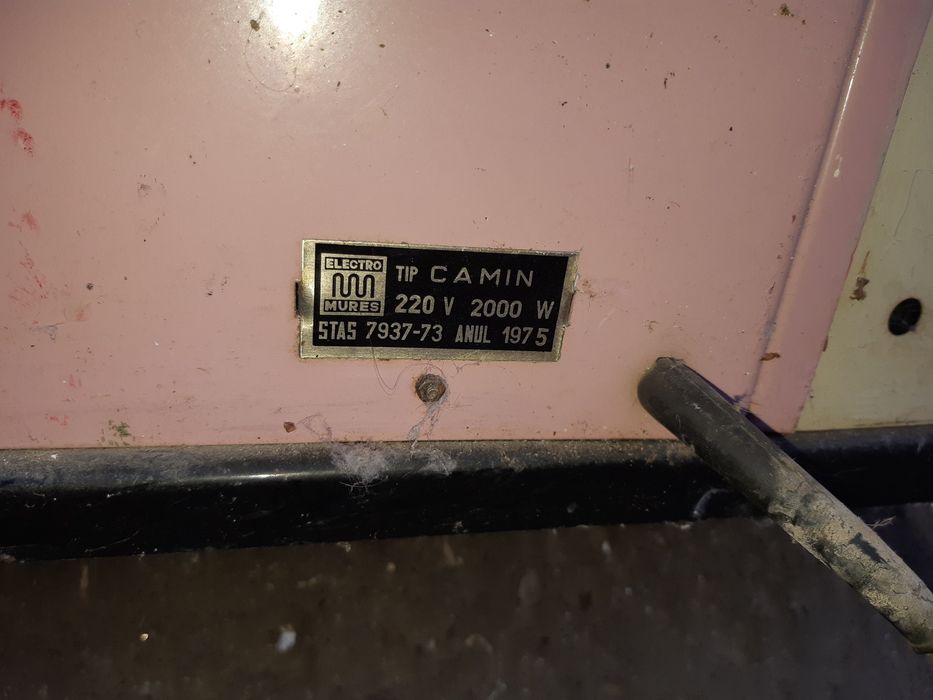 ELECTRO
MURES
TIP CAMIN
220 V 2000 W
STAS 7937-73 ANUL 1975